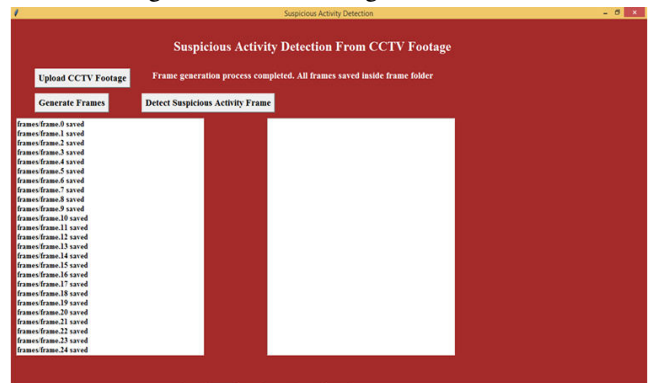 Suspicious Activity Detection
Suspicious Activity Detection From CCTV Footage
Upload CCTV Footage
Frame generation process completed. All frames saved inside frame folder
Generate Frames
Detect Suspicious Activity Frame
frames/frame.0 saved
frames/frame.1 saved
frames/frame.2 saved
frames/frame.3 saved
frames/frame.4 saved
frames/frame.5 saved
frames/frame.6 saved
frames/frame.7 saved
frames/frame.8 saved
frames/frame.9 saved
frames/frame.10 saved
frames/frame.11 saved
frames/frame.12 saved
frames/frame.13 saved
frames/frame.14 saved
frames/frame.15 saved
frames/frame.16 saved
frames/frame.17 saved
frames/frame.18 saved
frames/frame.19 saved
frames/frame.20 saved
frames/frame.21 saved
frames/frame.22 saved
frames/frame.23 saved
frames/frame.24 saved